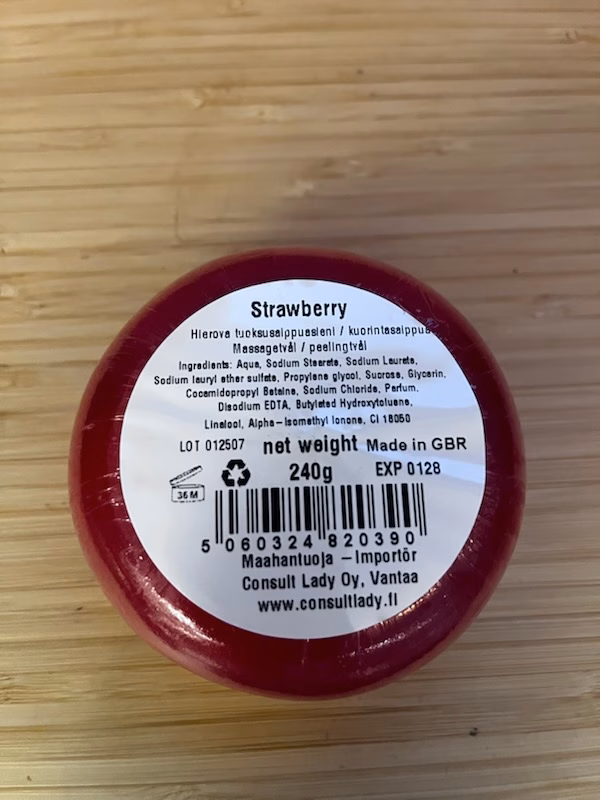 Strawberry
Hierova tuoksusaippuasieni / kuorintasaippua
Massagetvål / peelingtvål
Ingredients: Aqua, Sodium Stearate, Sodium Laurate,
Sodium lauryl ether sulfate, Propylene glycol, Sucrose, Glycerin,
Cocamidopropyl Betaine, Sodium Chloride, Parfum,
Disodium EDTA, Butylated Hydroxytoluene,
Linalool, Alpha-Isomethyl Ionone, CI 16050
LOT 012507 net weight Made in GBR
36 M 240g EXP 0128
5 060324 820390
Maahantuoja - Importör
Consult Lady Oy, Vantaa
www.consultlady.fi